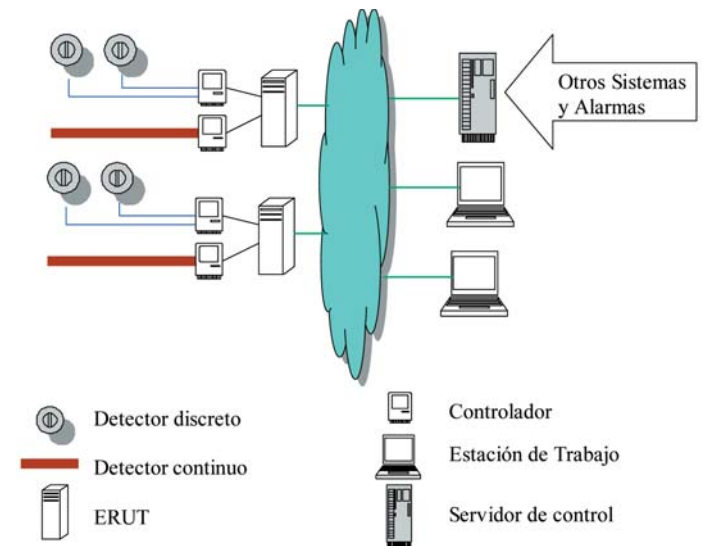 Otros Sistemas
y Alarmas
Detector discreto
Controlador
Detector continuo
Estación de Trabajo
ERUT
Servidor de control